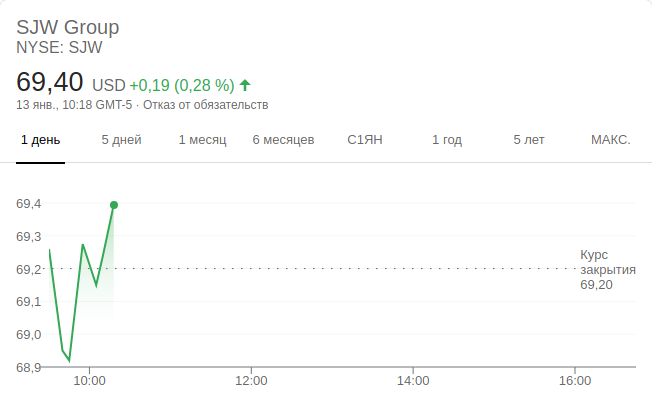 SJW Group
NYSE: SJW
69,40 USD +0,19 (0,28 %)
13 янв., 10:18 GMT-5 · Отказ от обязательств
1 день 5 дней 1 месяц 6 месяцев С1ЯН 1 год 5 лет МАКС.
69,4
69,3
69,2
69,1
69,0
68,9
Курс
закрытия
69,20
10:00 12:00 14:00 16:00